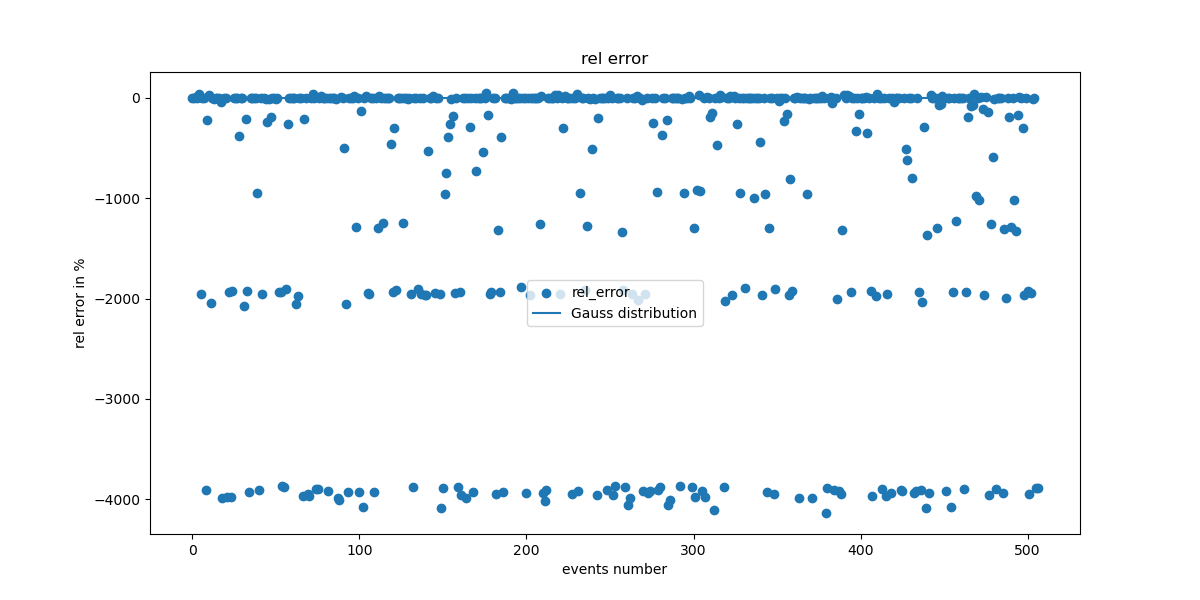 rel error
0
−1000
−2000
−3000
−4000
rel error in %
rel_error
Gauss distribution
0
100
200
300
400
500
events number